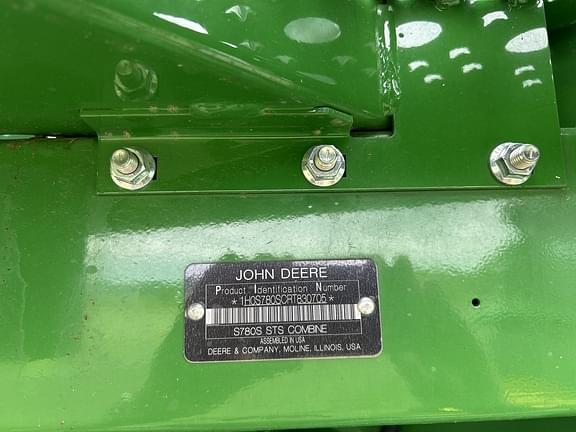 JOHN DEERE
Product Identification Number
*1H0S780SCRT830705*
S780S STS COMBINE
ASSEMBLED IN USA
DEERE & COMPANY, MOLINE, ILLINOIS, USA